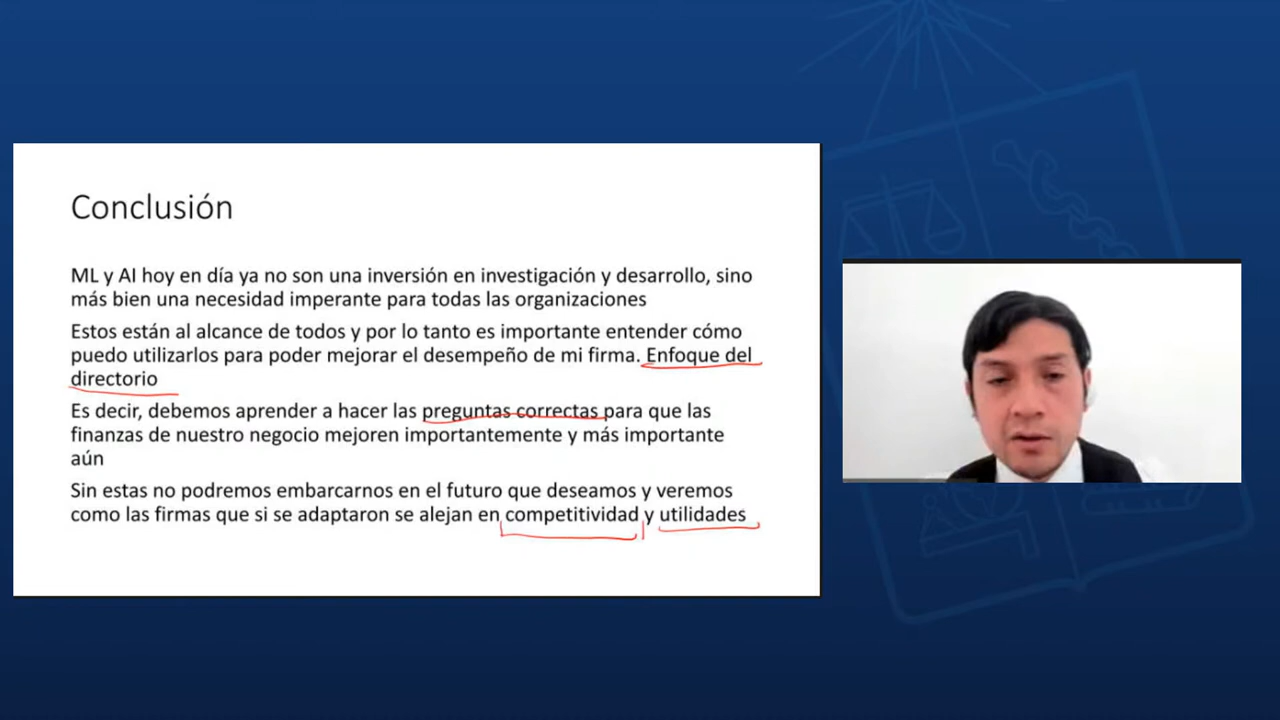 Conclusión
ML y AI hoy en día ya no son una inversión en investigación y desarrollo, sino
más bien una necesidad imperante para todas las organizaciones
Estos están al alcance de todos y por lo tanto es importante entender cómo
puedo utilizarlos para poder mejorar el desempeño de mi firma. Enfoque del
directorio
Es decir, debemos aprender a hacer las preguntas correctas para que las
finanzas de nuestro negocio mejoren importantemente y más importante
aún
Sin estas no podremos embarcarnos en el futuro que deseamos y veremos
como las firmas que si se adaptaron se alejan en competitividad y utilidades